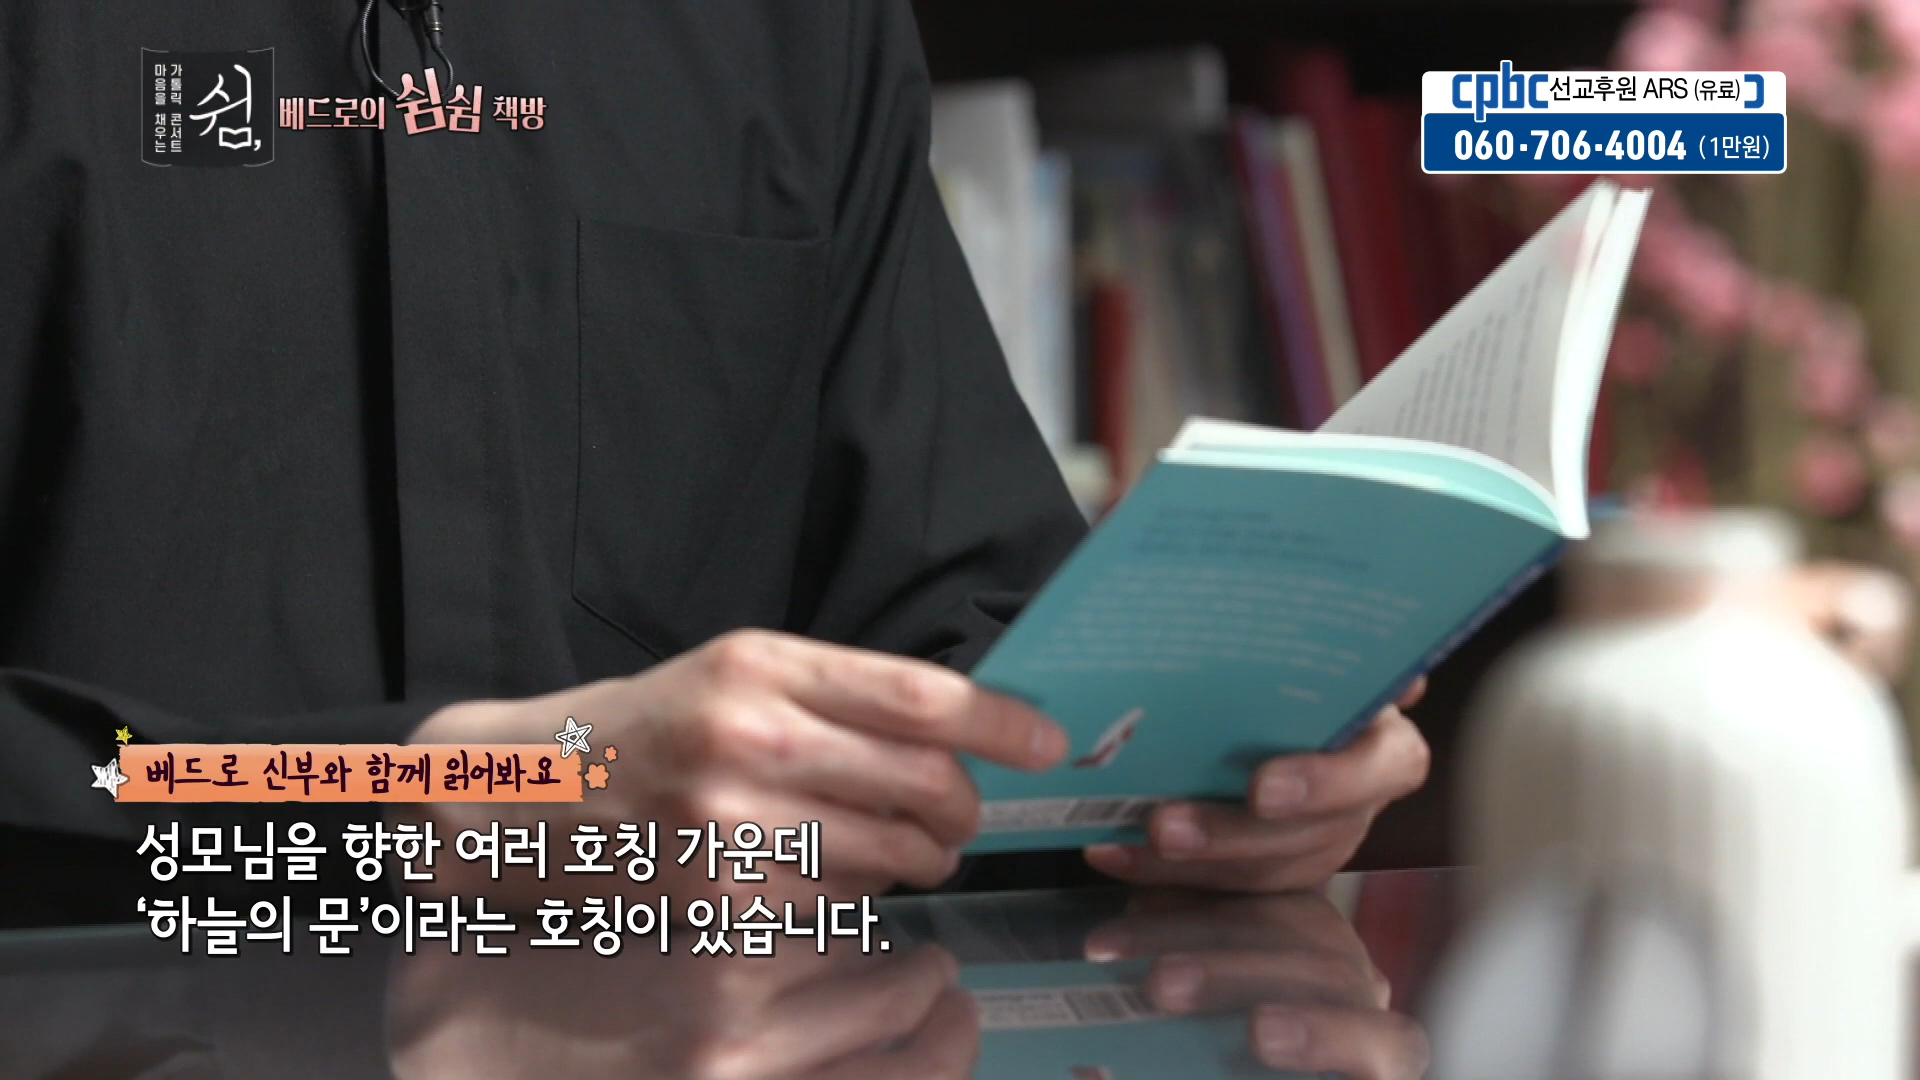 가톨릭 콘서트
마음을 채우는
쉼,
베드로의 쉼쉼 책방
cpbc 선교후원 ARS (유료)
060·706·4004 (1만원)
베드로 신부와 함께 읽어봐요
성모님을 향한 여러 호칭 가운데
‘하늘의 문’이라는 호칭이 있습니다.